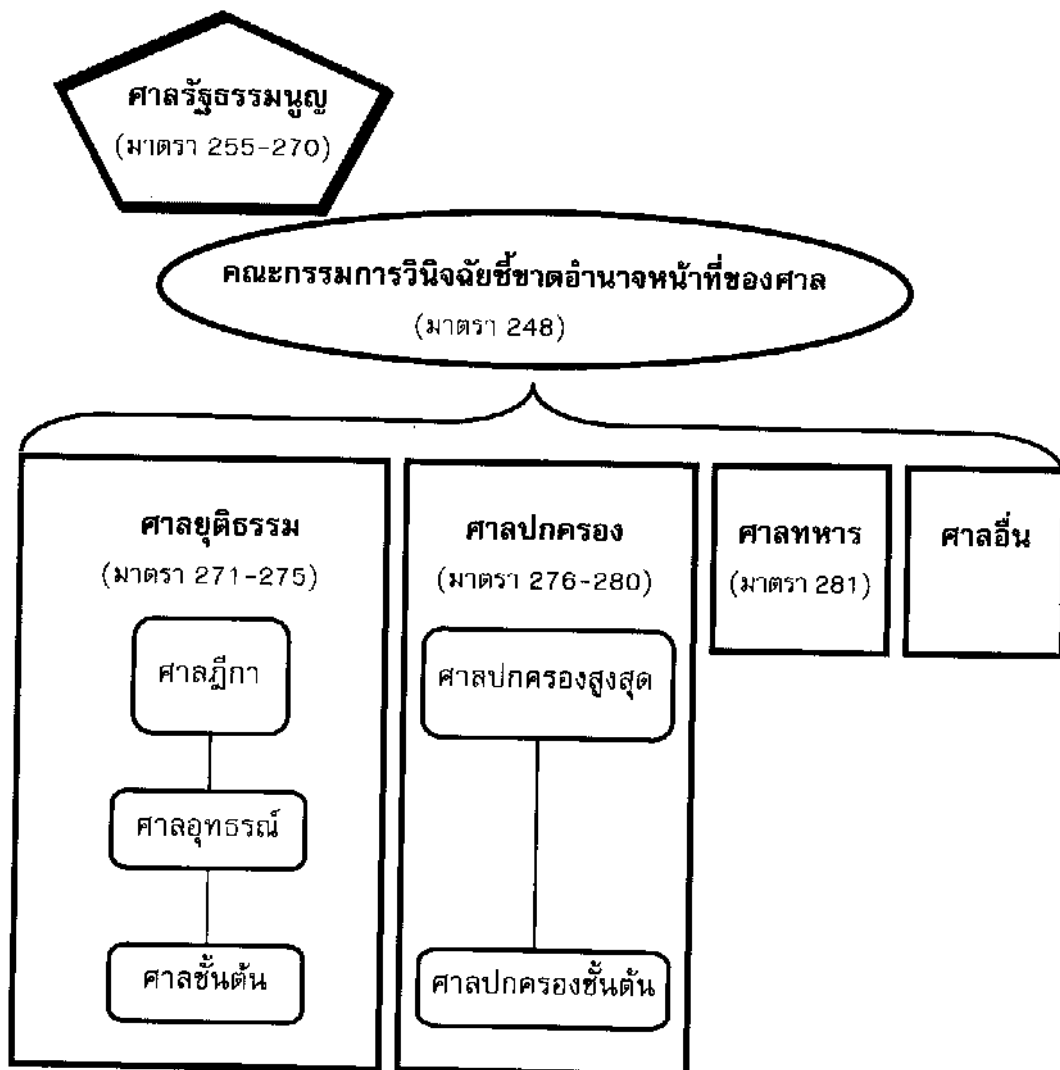 ศาลรัฐธรรมนูญ
(มาตรา 255-270)
คณะกรรมการวินิจฉัยชี้ขาดอำนาจหน้าที่ของศาล
(มาตรา 248)
ศาลยุติธรรม
(มาตรา 271-275)
ศาลฎีกา
ศาลอุทธรณ์
ศาลชั้นต้น
ศาลปกครอง
(มาตรา 276-280)
ศาลปกครองสูงสุด
ศาลปกครองชั้นต้น
ศาลทหาร
(มาตรา 281)
ศาลอื่น